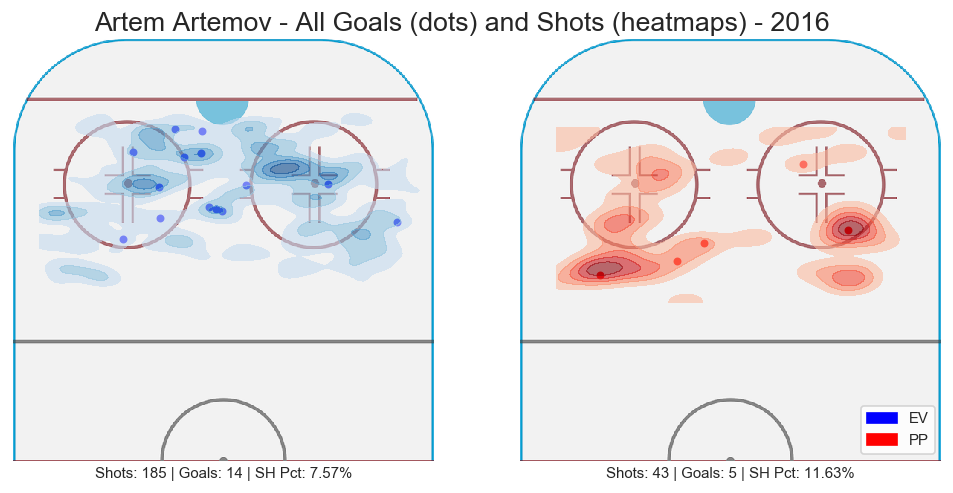 Artem Artemov - All Goals (dots) and Shots (heatmaps) - 2016
EV
PP
Shots: 185 | Goals: 14 | SH Pct: 7.57%
Shots: 43 | Goals: 5 | SH Pct: 11.63%